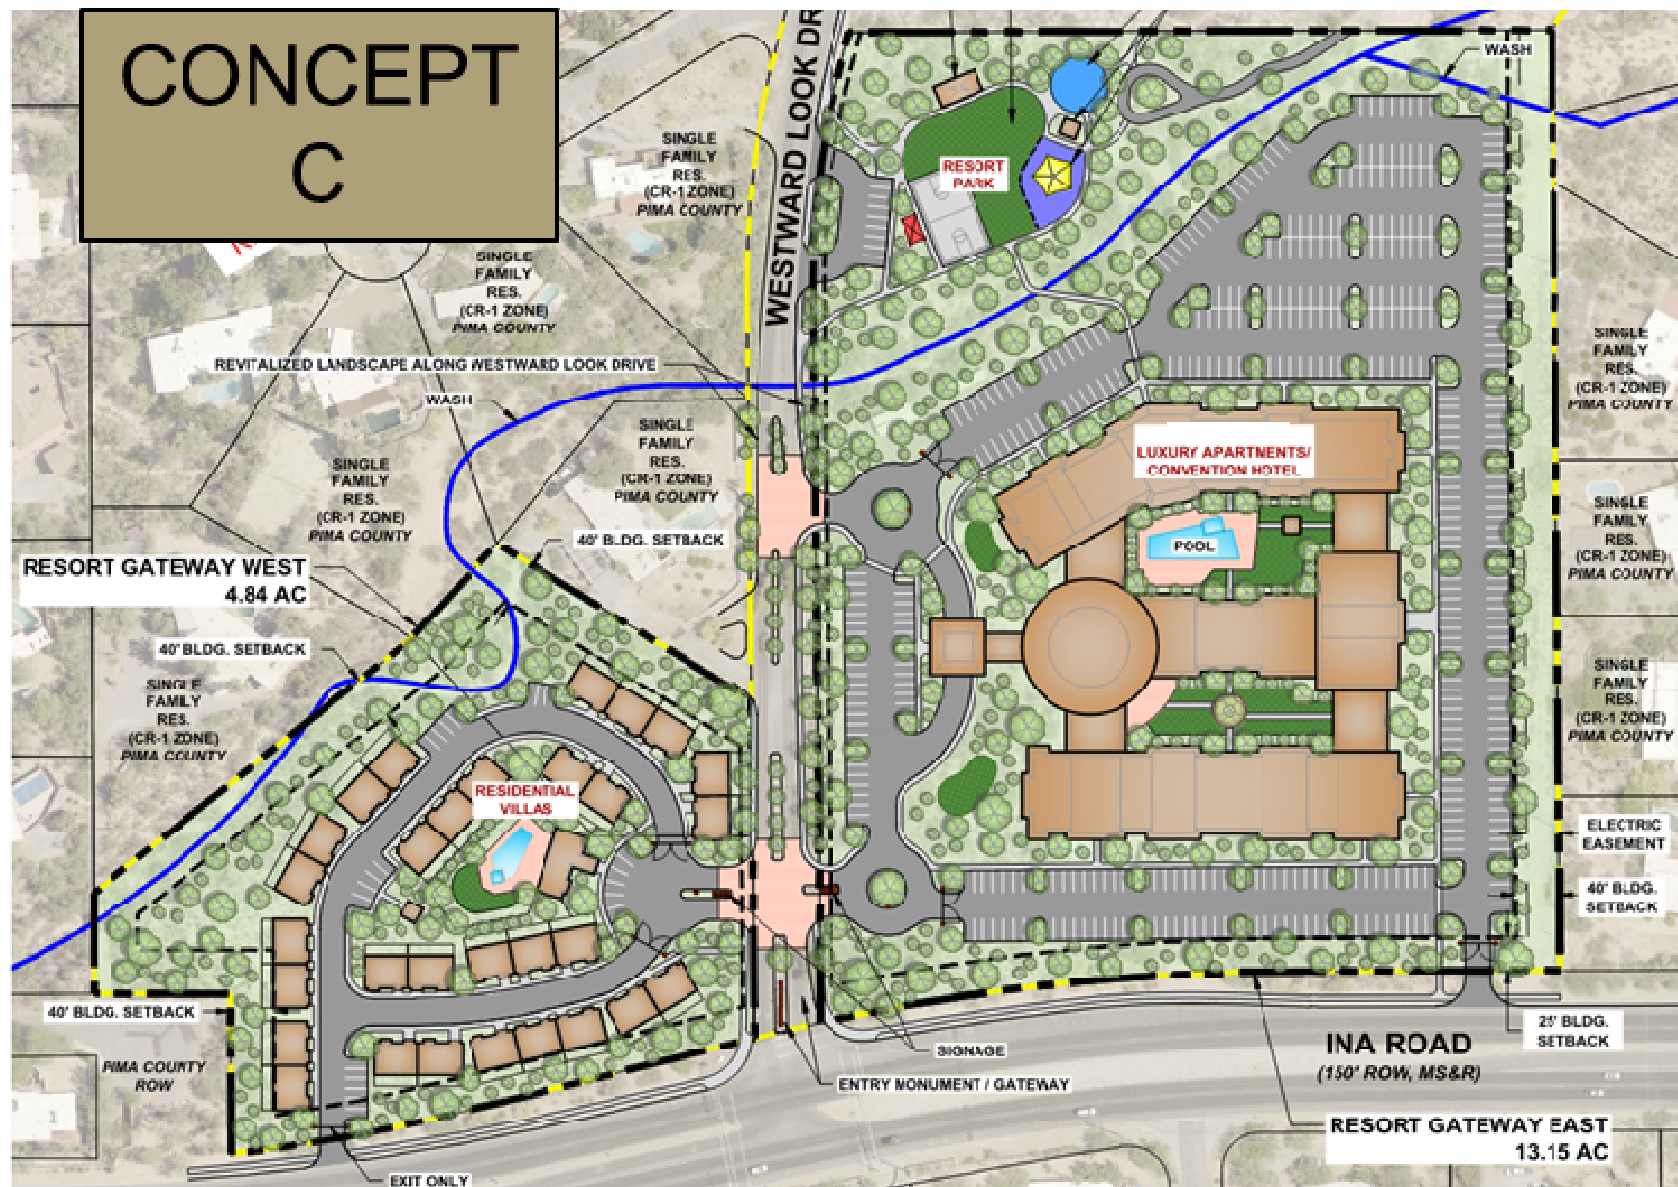 CONCEPT
C
WESTWARD LOOK DR
WASH
SINGLE
FAMILY
RES.
(CR-1 ZONE)
PIMA COUNTY
RESORT
PARK
SINGLE
FAMILY
RES.
(CR-1 ZONE)
PIMA COUNTY
REVITALIZED LANDSCAPE ALONG WESTWARD LOOK DRIVE
WASH
SINGLE
FAMILY
RES.
(CR-1 ZONE)
PIMA COUNTY
SINGLE
FAMILY
RES.
(CR-1 ZONE)
PIMA COUNTY
SINGLE
FAMILY
RES.
(CR-1 ZONE)
PIMA COUNTY
LUXURY APARTMENTS/
CONVENTION HOTEL
POOL
SINGLE
FAMILY
RES.
(CR-1 ZONE)
PIMA COUNTY
40' BLDG. SETBACK
RESORT GATEWAY WEST
4.84 AC
40' BLDG. SETBACK
SINGLE
FAMILY
RES.
(CR-1 ZONE)
PIMA COUNTY
SINGLE
FAMILY
RES.
(CR-1 ZONE)
PIMA COUNTY
RESIDENTIAL
VILLAS
ELECTRIC
EASEMENT
40' BLDG.
SETBACK
40' BLDG. SETBACK
PIMA COUNTY
ROW
SIGNAGE
ENTRY MONUMENT / GATEWAY
INA ROAD
(150' ROW, MS&R)
25' BLDG.
SETBACK
RESORT GATEWAY EAST
13.15 AC
EXIT ONLY